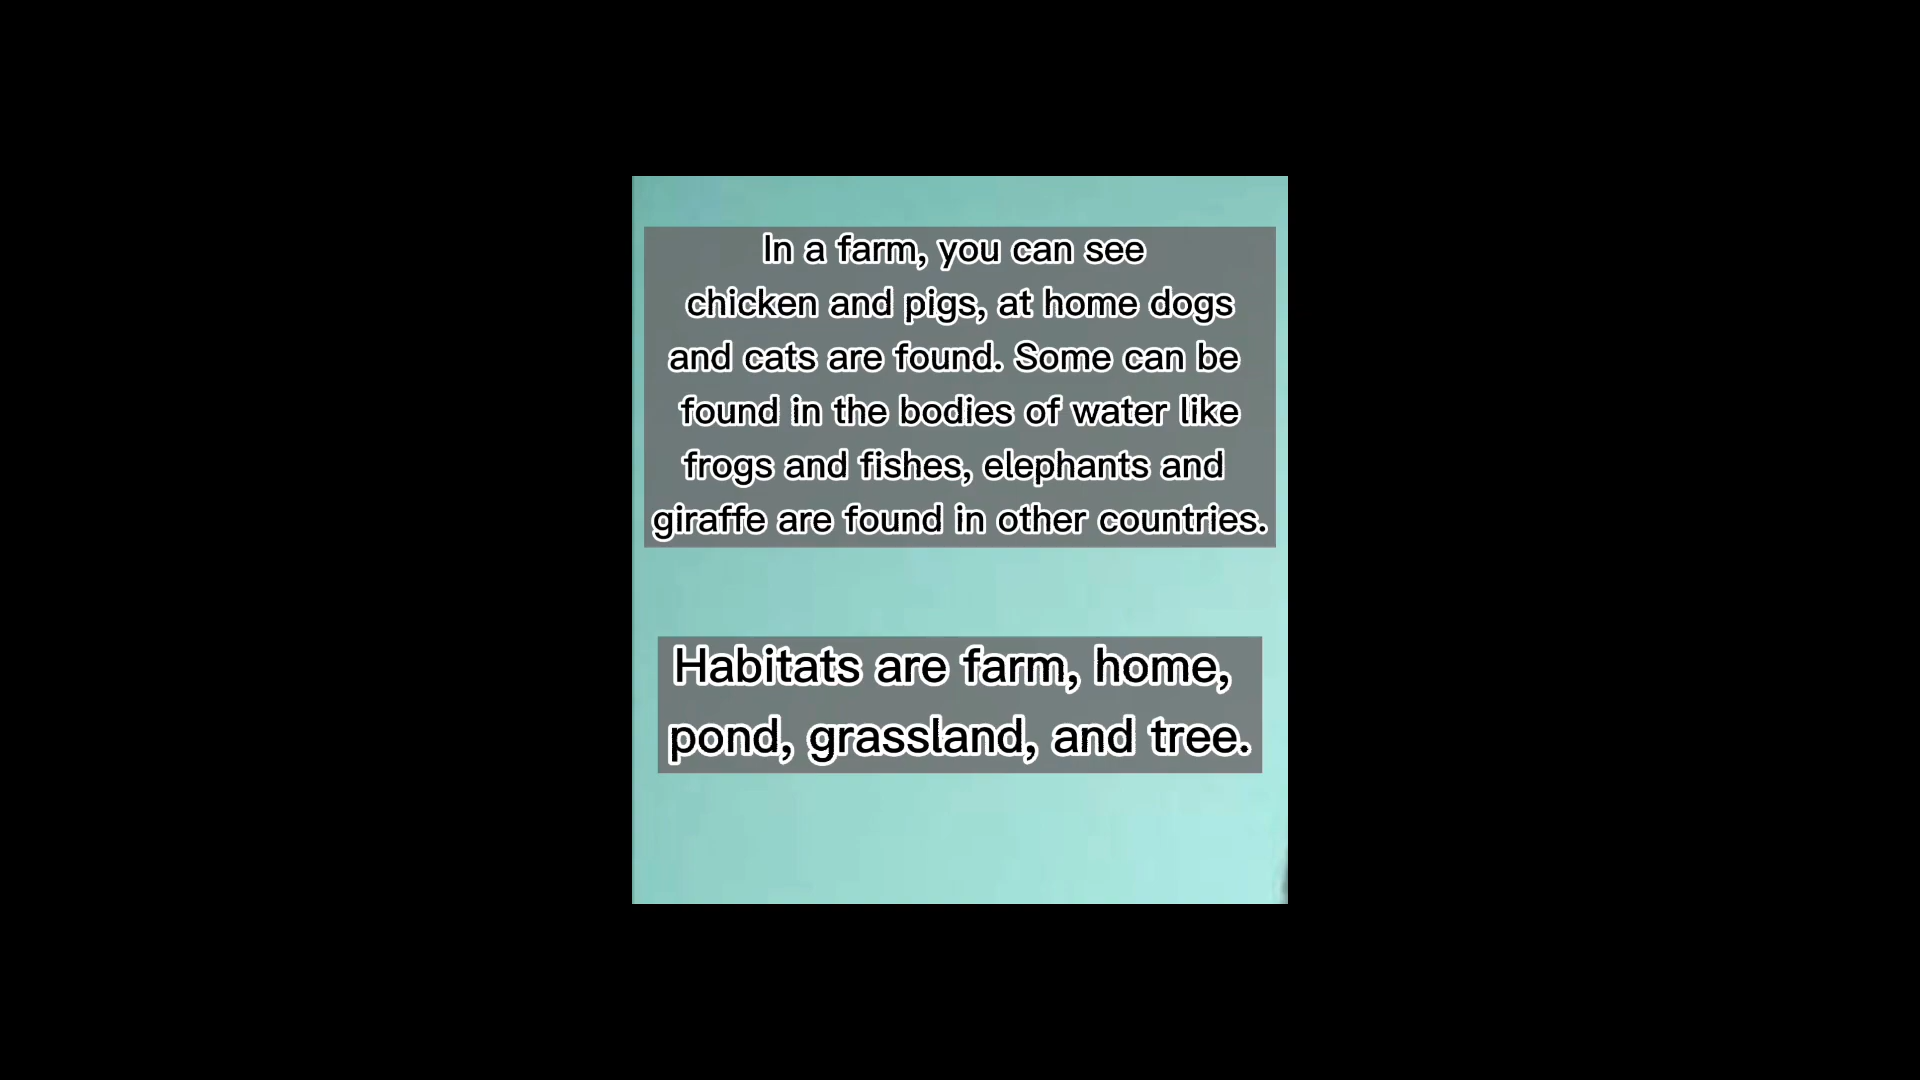 In a farm, you can see
chicken and pigs, at home dogs
and cats are found. Some can be
found in the bodies of water like
frogs and fishes, elephants and
giraffe are found in other countries.
Habitats are farm, home,
pond, grassland, and tree.